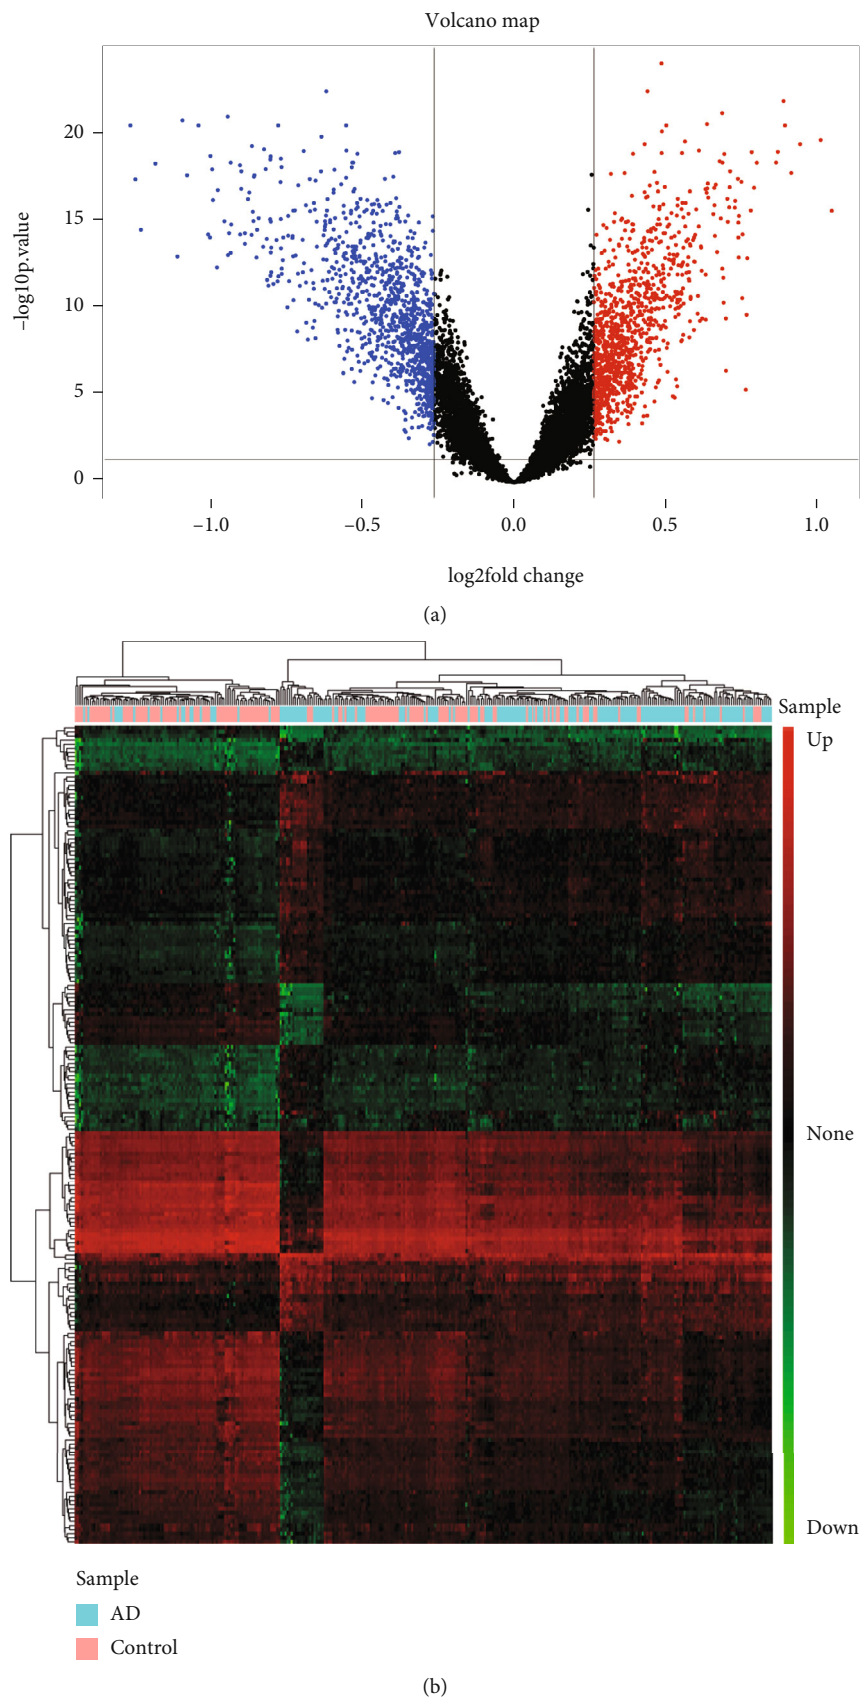 Volcano map
20
15
10
5
0
–log10p.value
–1.0 –0.5 0.0 0.5 1.0
log2fold change
(a)
Sample
Up
None
Down
Sample
AD
Control
(b)